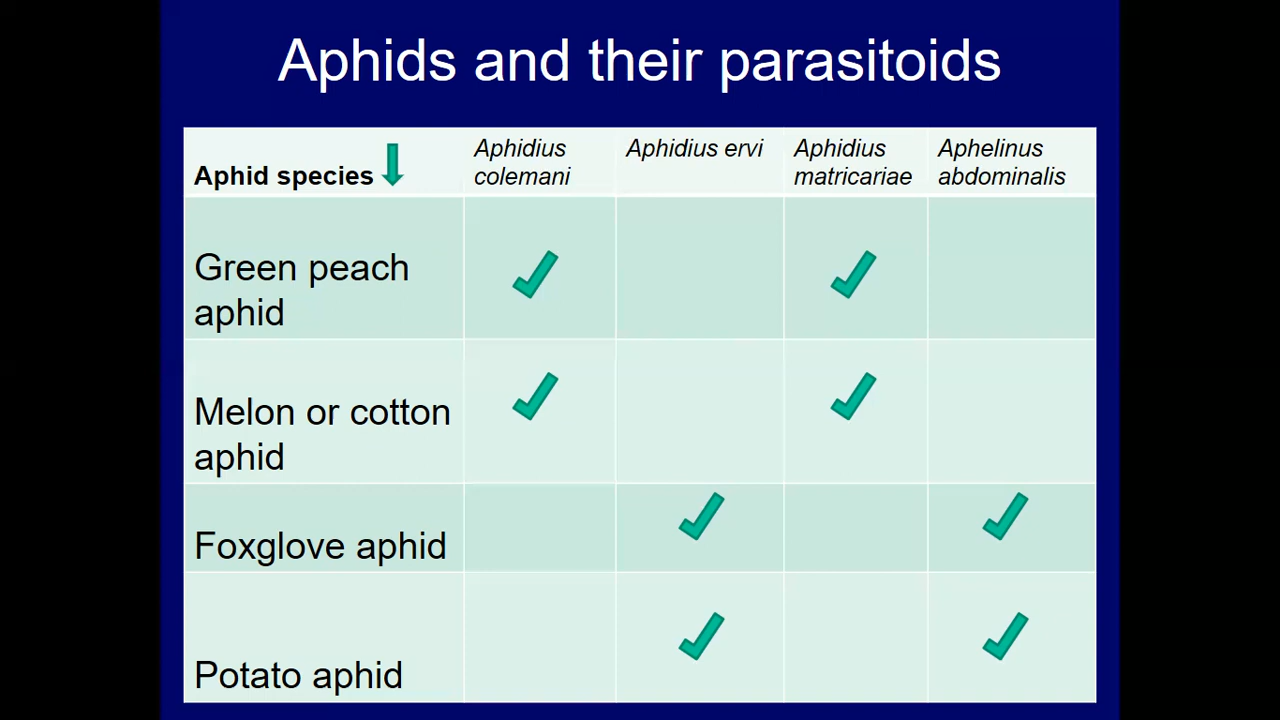 Aphids and their parasitoids
Aphid species
Aphidius
colemani
Aphidius ervi
Aphidius
matricariae
Aphelinus
abdominalis
Green peach
aphid
Melon or cotton
aphid
Foxglove aphid
Potato aphid